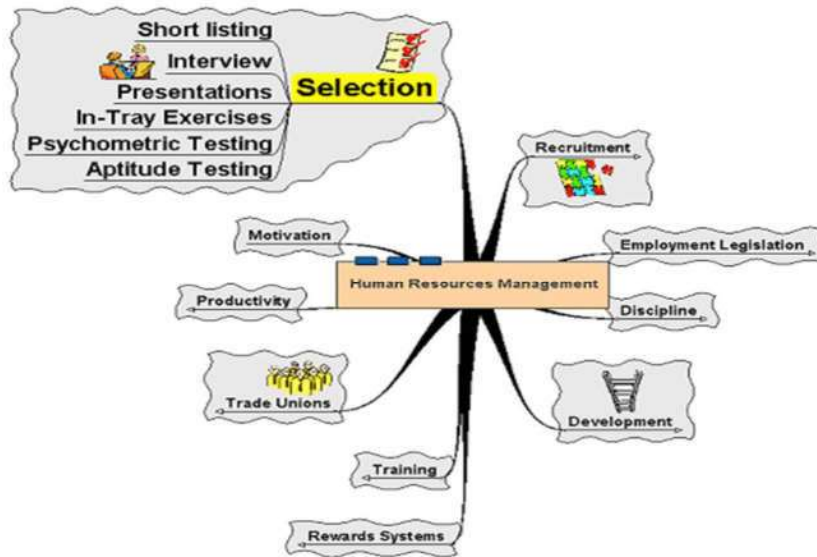 Short listing
Interview
Presentations
In-Tray Exercises
Psychometric Testing
Aptitude Testing
Selection
Recruitment
Motivation
Employment Legislation
Human Resources Management
Productivity
Discipline
Trade Unions
Development
Training
Rewards Systems